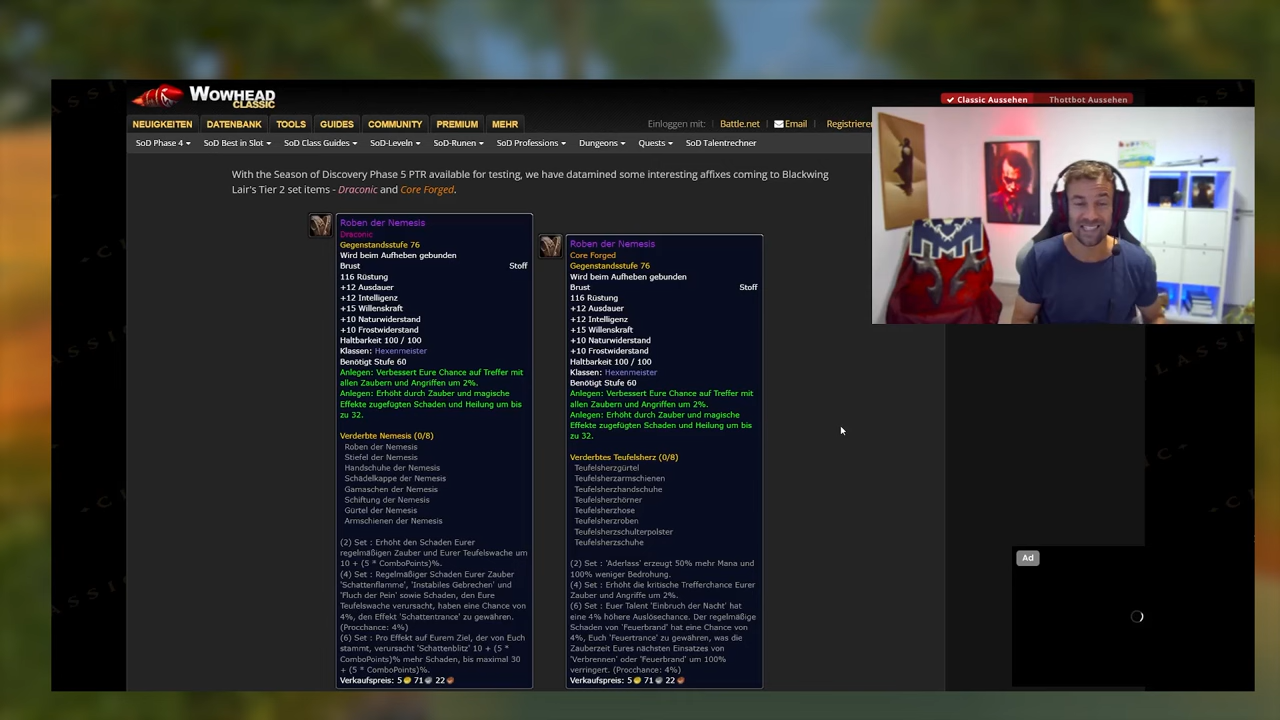 WOWHEAD
CLASSIC
Classic Aussehen Thottbot Aussehen
NEUIGKEITEN DATENBANK TOOLS GUIDES COMMUNITY PREMIUM MEHR
Einloggen mit: Battle.net Email Registriere
SoD Phase 4 SoD Best in Slot SoD Class Guides SoD-Leveln SoD-Runen SoD Professions Dungeons Quests SoD Talentrechner
With the Season of Discovery Phase 5 PTR available for testing, we have datamined some interesting affixes coming to Blackwing
Lair's Tier 2 set items - Draconic and Core Forged.
Roben der Nemesis
Draconic
Gegenstandsstufe 76
Wird beim Aufheben gebunden
Brust Stoff
116 Rüstung
+12 Ausdauer
+12 Intelligenz
+15 Willenskraft
+10 Naturwiderstand
+10 Frostwiderstand
Haltbarkeit 100 / 100
Klassen: Hexenmeister
Benötigt Stufe 60
Anlegen: Verbessert Eure Chance auf Treffer mit
allen Zaubern und Angriffen um 2%.
Anlegen: Erhöht durch Zauber und magische
Effekte zugefügten Schaden und Heilung um bis
zu 32.
Verderbte Nemesis (0/8)
Roben der Nemesis
Stiefel der Nemesis
Handschuhe der Nemesis
Schädelkappe der Nemesis
Gamaschen der Nemesis
Schiftung der Nemesis
Gürtel der Nemesis
Armschienen der Nemesis
(2) Set : Erhöht den Schaden Eurer
regelmäßigen Zauber und Eurer Teufelswache um
10 + (5 * ComboPoints)%.
(4) Set : Regelmäßiger Schaden Eurer Zauber
'Schattenflamme', 'Instabiles Gebrechen' und
'Fluch der Pein' sowie Schaden, den Eure
Teufelswache verursacht, haben eine Chance von
4%, den Effekt 'Schattentrance' zu gewähren.
(Procchance: 4%)
(6) Set : Pro Effekt auf Eurem Ziel, der von Euch
stammt, verursacht 'Schattenblitz' 10 + (5 *
ComboPoints)% mehr Schaden, bis maximal 30
+ (5 * ComboPoints)%.
Verkaufspreis: 5 71 22
Roben der Nemesis
Core Forged
Gegenstandsstufe 76
Wird beim Aufheben gebunden
Brust Stoff
116 Rüstung
+12 Ausdauer
+12 Intelligenz
+15 Willenskraft
+10 Naturwiderstand
+10 Frostwiderstand
Haltbarkeit 100 / 100
Klassen: Hexenmeister
Benötigt Stufe 60
Anlegen: Verbessert Eure Chance auf Treffer mit
allen Zaubern und Angriffen um 2%.
Anlegen: Erhöht durch Zauber und magische
Effekte zugefügten Schaden und Heilung um bis
zu 32.
Verderbtes Teufelsherz (0/8)
Teufelsherzgürtel
Teufelsherzarmschienen
Teufelsherzhandschuhe
Teufelsherzhörner
Teufelsherzhose
Teufelsherzroben
Teufelsherzschulterpolster
Teufelsherzschuhe
(2) Set : 'Aderlass' erzeugt 50% mehr Mana und
100% weniger Bedrohung.
(4) Set : Erhöht die kritische Trefferchance Eurer
Zauber und Angriffe um 2%.
(6) Set : Euer Talent 'Einbruch der Nacht' hat
eine 4% höhere Auslösechance. Der regelmäßige
Schaden von 'Feuerbrand' hat eine Chance von
4%, Euch 'Feuertrance' zu gewähren, was die
Zauberzeit Eures nächsten Einsatzes von
'Verbrennen' oder 'Feuerbrand' um 100%
verringert. (Procchance: 4%)
Verkaufspreis: 5 71 22
Ad